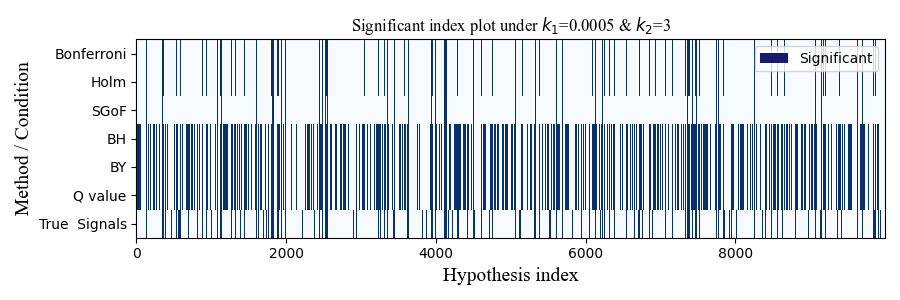 Significant index plot under k₁=0.0005 & k₂=3
Bonferroni
Holm
SGoF
BH
BY
Q value
True  Signals
Method / Condition
Significant
0 2000 4000 6000 8000
Hypothesis index